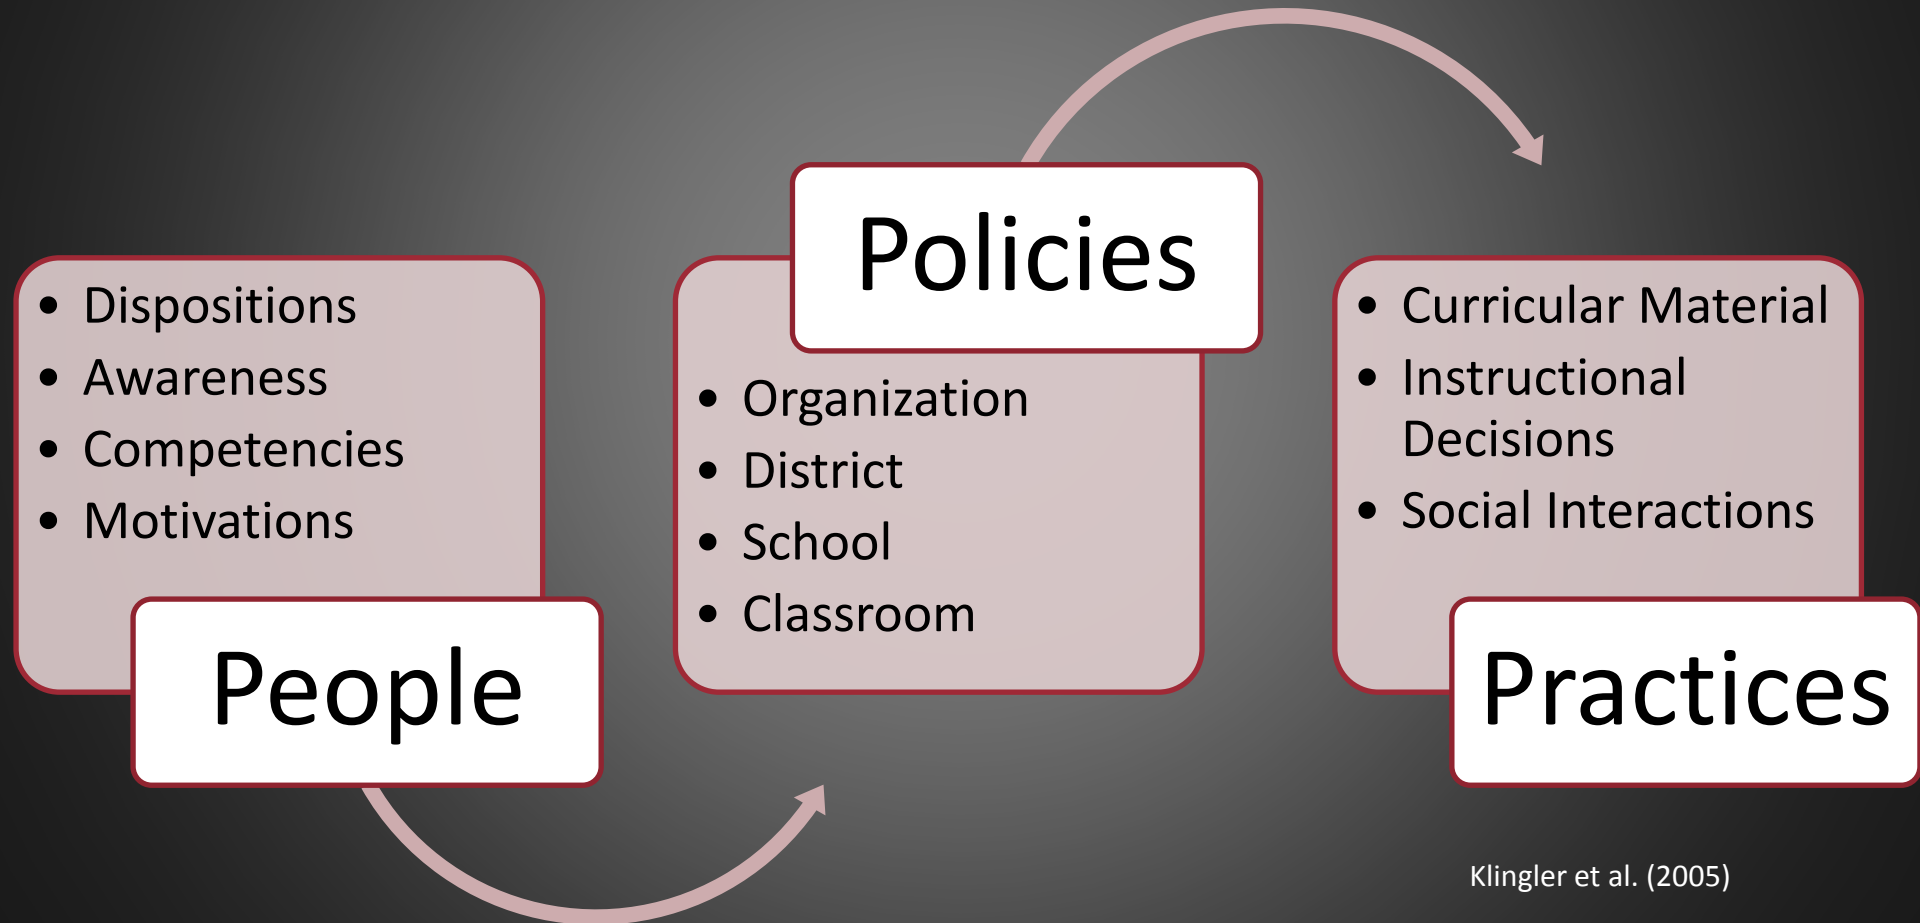 • Dispositions
• Awareness
• Competencies
• Motivations
People
Policies
• Organization
• District
• School
• Classroom
• Curricular Material
• Instructional
Decisions
• Social Interactions
Practices
Klingler et al. (2005)